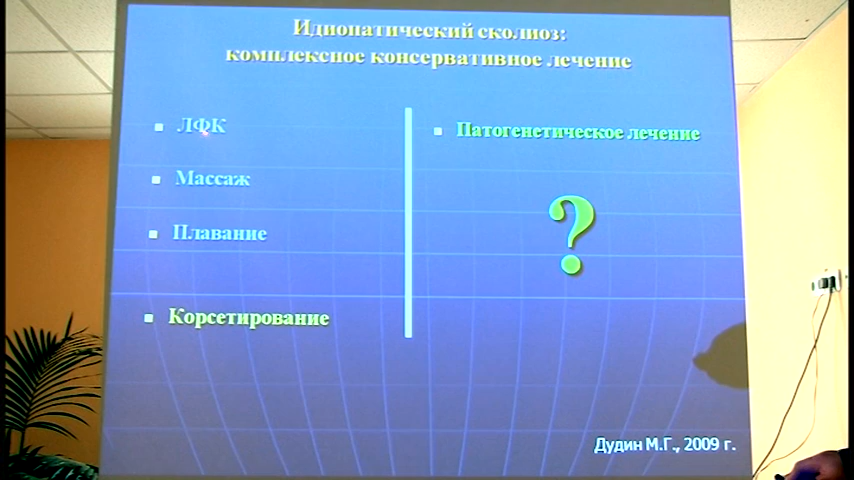 Идиопатический сколиоз:
комплексное консервативное лечение
ЛФК
Массаж
Плавание
Корсетирование
Патогенетическое лечение
?
Дудин М.Г., 2009 г.